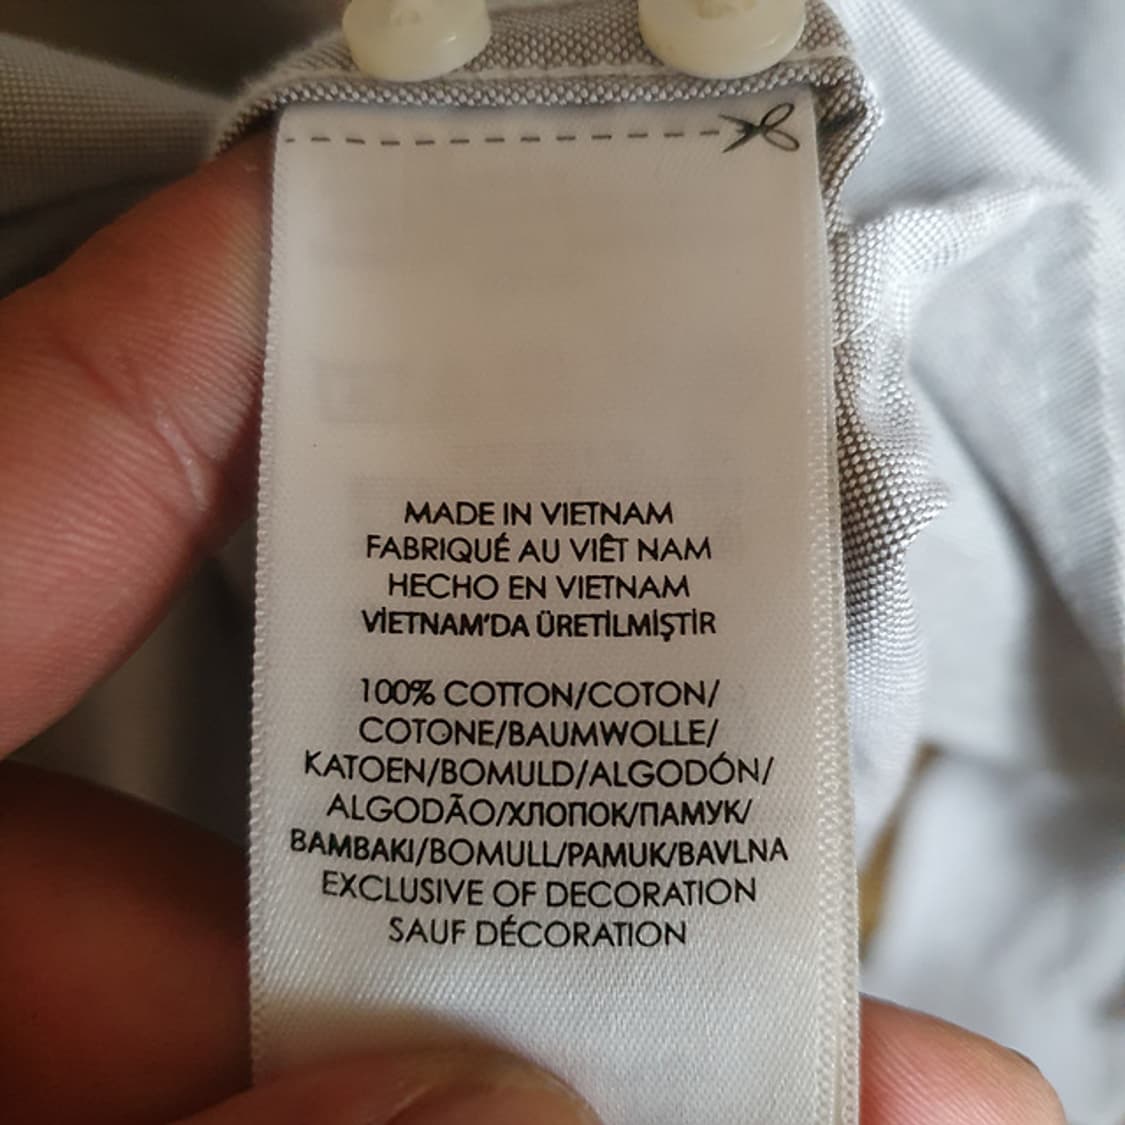 MADE IN VIETNAM
FABRIQUÉ AU VIÊT NAM
HECHO EN VIETNAM
VİETNAM'DA ÜRETİLMİŞTİR
100% COTTON/COTON/
COTONE/BAUMWOLLE/
KATOEN/BOMULD/ALGODÓN/
ALGODÃO/ХЛОПОК/ПАМУК/
BAMBAKI/BOMULL/PAMUK/BAVLNA
EXCLUSIVE OF DECORATION
SAUF DÉCORATION